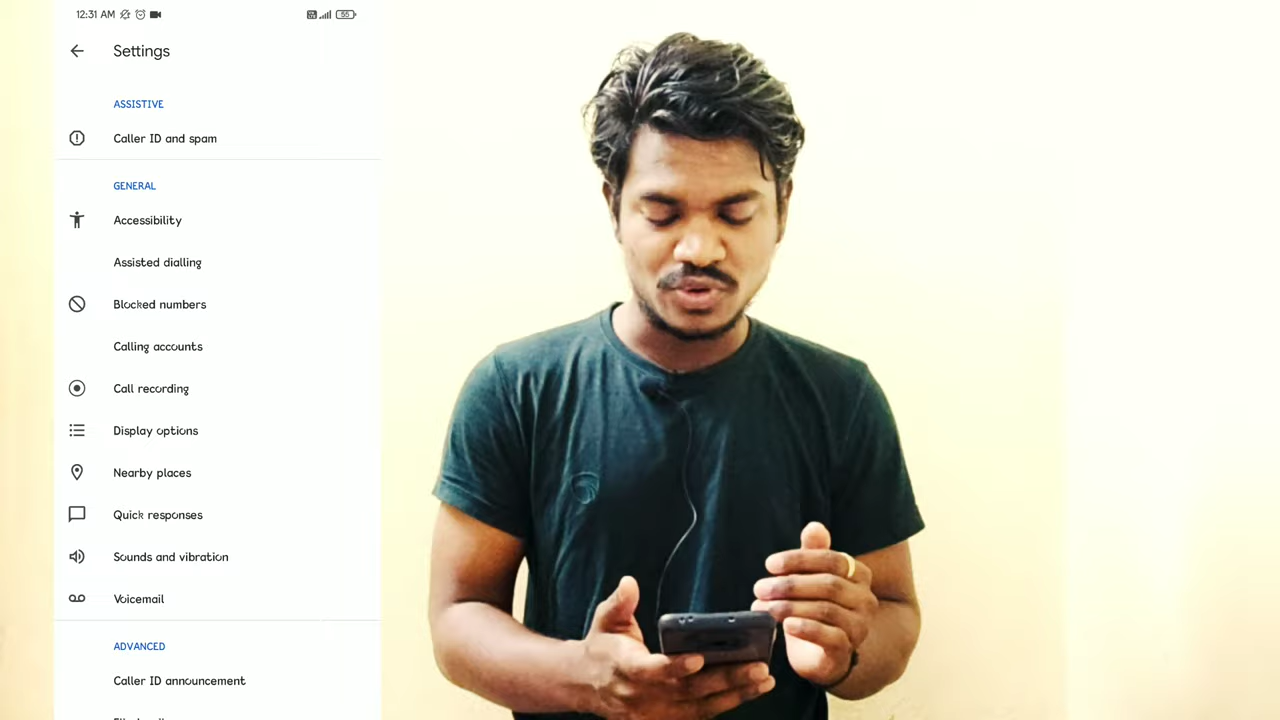 12:31 AM
55
Settings
ASSISTIVE
Caller ID and spam
GENERAL
Accessibility
Assisted dialling
Blocked numbers
Calling accounts
Call recording
Display options
Nearby places
Quick responses
Sounds and vibration
Voicemail
ADVANCED
Caller ID announcement